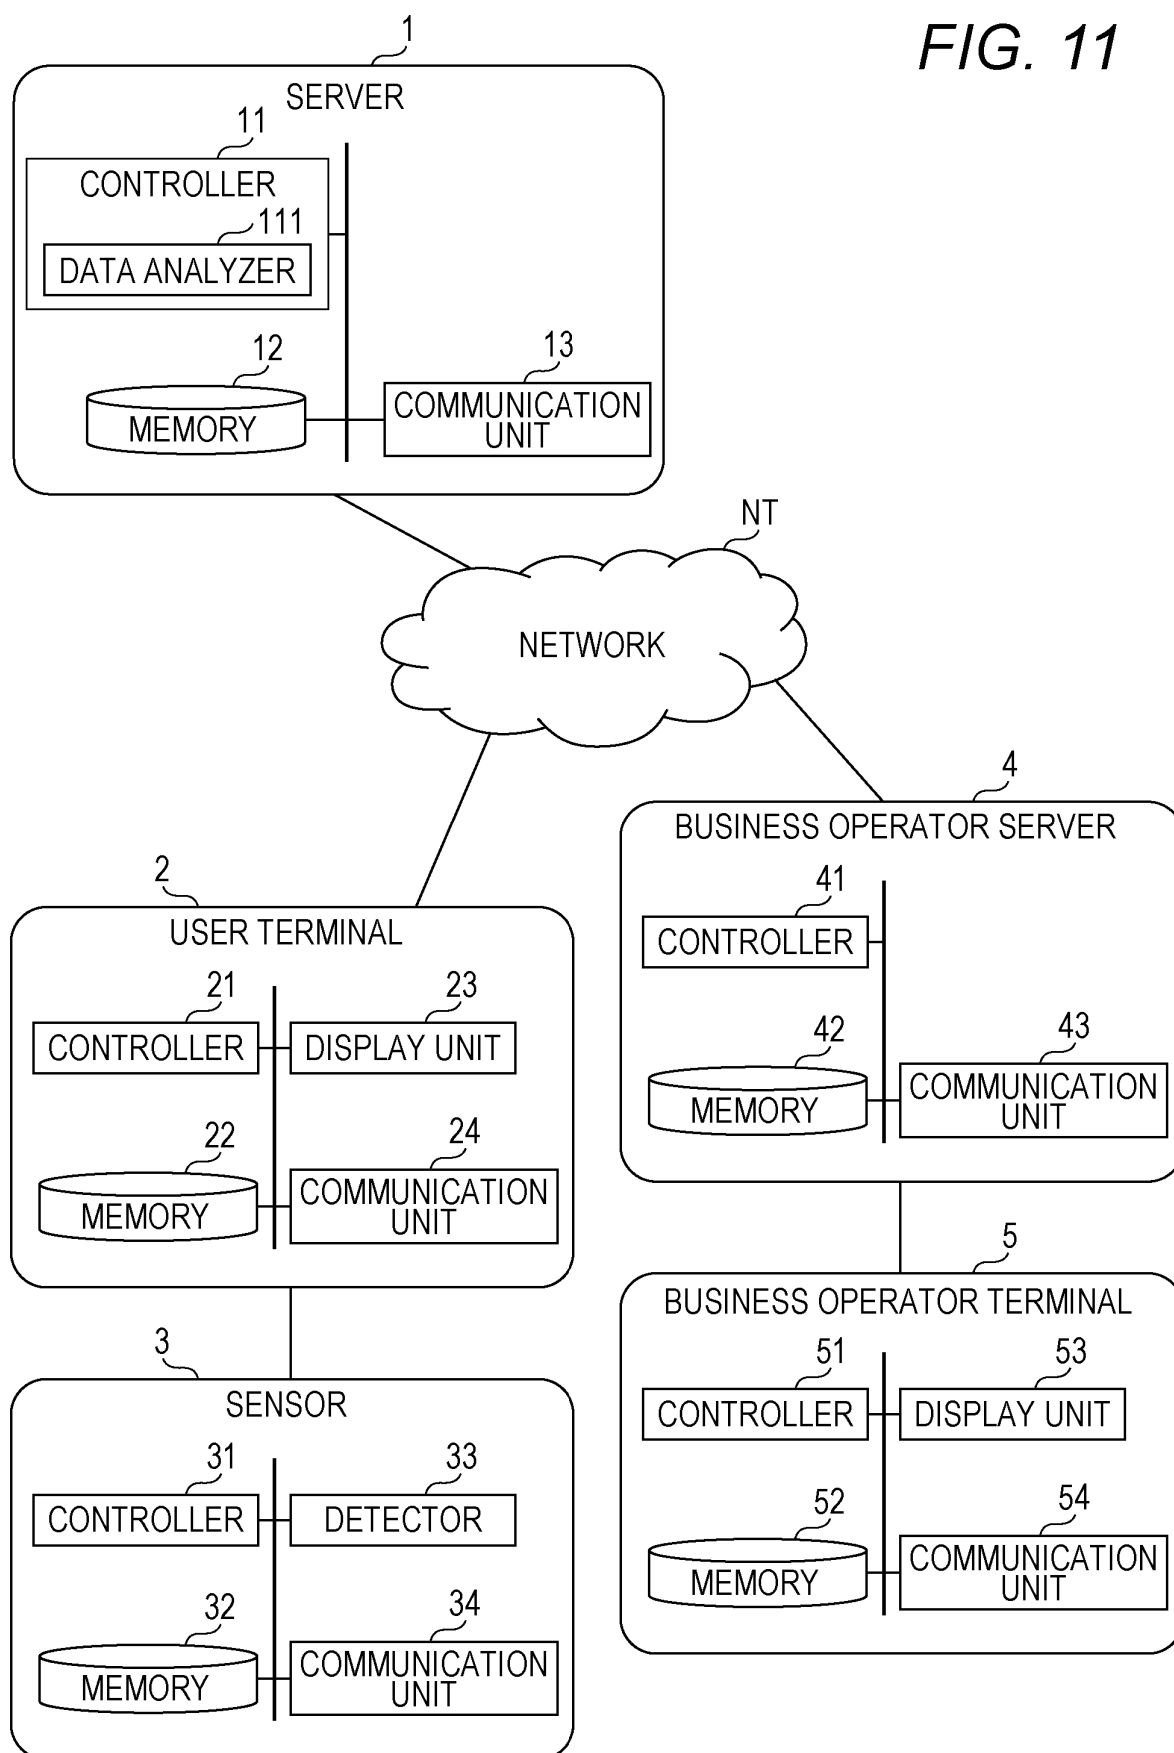 FIG. 11
1
SERVER
11
CONTROLLER
111
DATA ANALYZER
12
MEMORY
13
COMMUNICATION
UNIT
NT
NETWORK
2
USER TERMINAL
21
CONTROLLER
23
DISPLAY UNIT
22
MEMORY
24
COMMUNICATION
UNIT
3
SENSOR
31
CONTROLLER
33
DETECTOR
32
MEMORY
34
COMMUNICATION
UNIT
4
BUSINESS OPERATOR SERVER
41
CONTROLLER
42
MEMORY
43
COMMUNICATION
UNIT
5
BUSINESS OPERATOR TERMINAL
51
CONTROLLER
53
DISPLAY UNIT
52
MEMORY
54
COMMUNICATION
UNIT